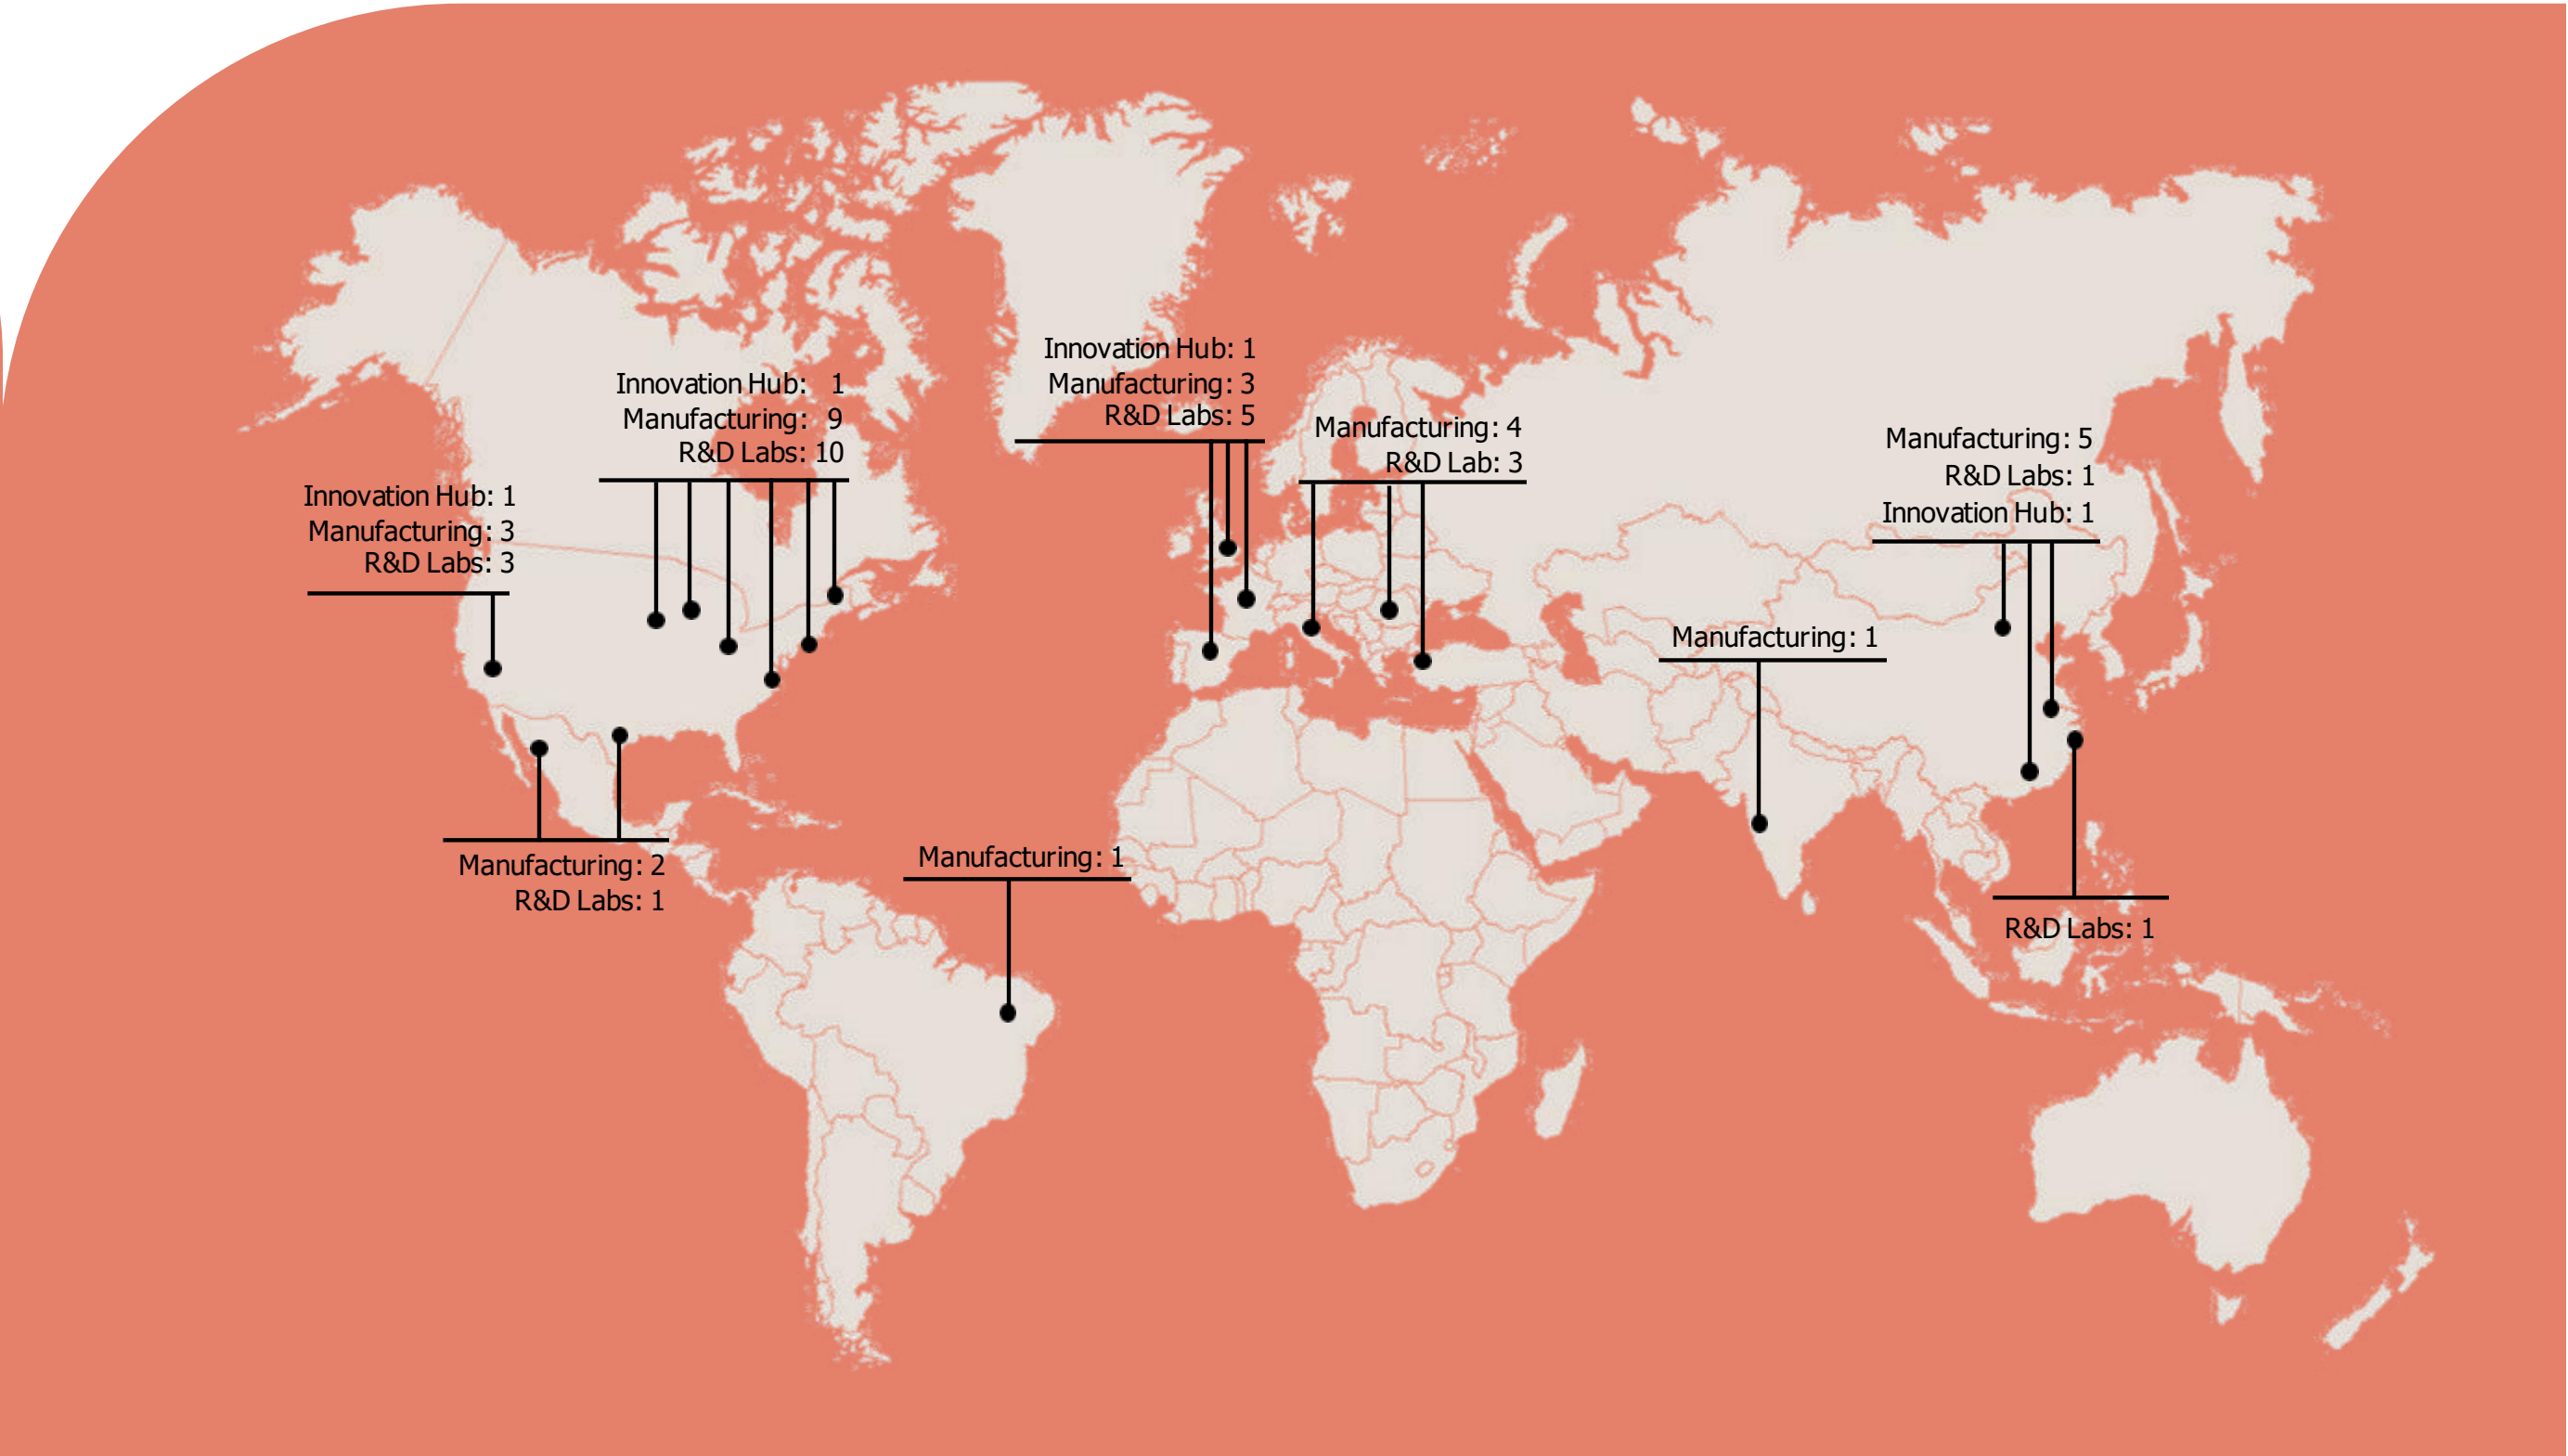 Innovation Hub: 1
Manufacturing: 3
R&D Labs: 3
Innovation Hub: 1
Manufacturing: 9
R&D Labs: 10
Innovation Hub: 1
Manufacturing: 3
R&D Labs: 5
Manufacturing: 4
R&D Lab: 3
Manufacturing: 5
R&D Labs: 1
Innovation Hub: 1
Manufacturing: 1
Manufacturing: 2
R&D Labs: 1
Manufacturing: 1
R&D Labs: 1